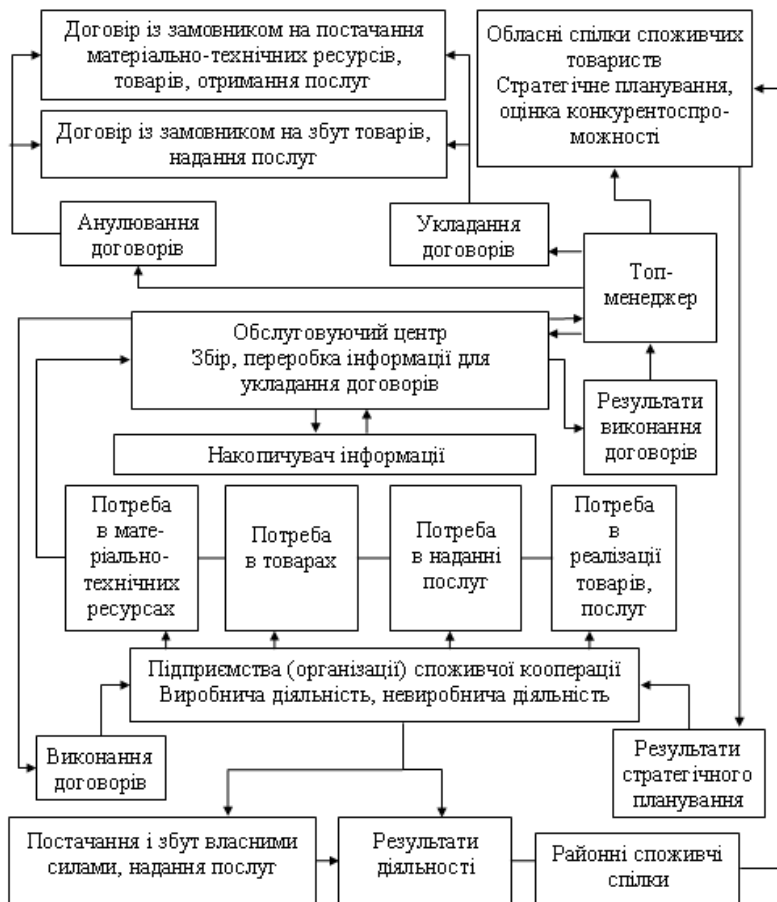 Договір із замовником на постачання
матеріально-технічних ресурсів,
товарів, отримання послуг
Обласні спілки споживчих
товариств
Стратегічне планування,
оцінка конкурентоспро-
можності
Договір із замовником на збут товарів,
надання послуг
Анулювання
договорів
Укладання
договорів
Топ-
менеджер
Обслуговуючий центр
Збір, переробка інформації для
укладання договорів
Результати
виконання
договорів
Накопичувач інформації
Потреба
в мате-
ріально-
технічних
ресурсах
Потреба
в товарах
Потреба
в наданні
послуг
Потреба
в
реалізації
товарів,
послуг
Підприємства (організації) споживчої кооперації
Виробнича діяльність, невиробнича діяльність
Виконання
договорів
Результати
стратегічного
планування
Постачання і збут власними
силами, надання послуг
Результати
діяльності
Районні споживчі
спілки